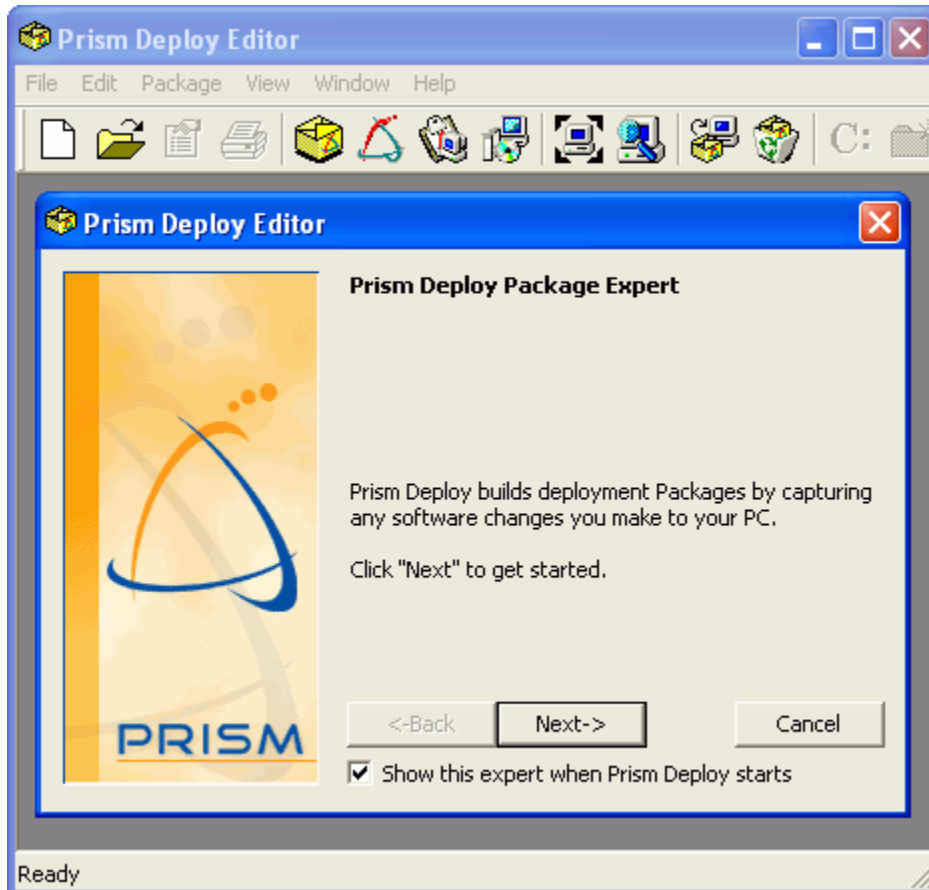 Prism Deploy Editor
File Edit Package View Window Help
C:
Prism Deploy Editor
Prism Deploy Package Expert
Prism Deploy builds deployment Packages by capturing
any software changes you make to your PC.
Click "Next" to get started.
PRISM
<-Back Next-> Cancel
Show this expert when Prism Deploy starts
Ready